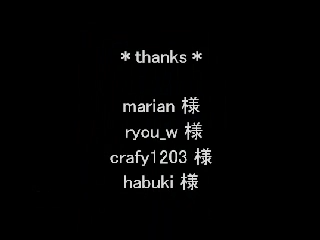 ＊thanks＊
marian 様
ryou_w 様
crafy1203 様
habuki 様